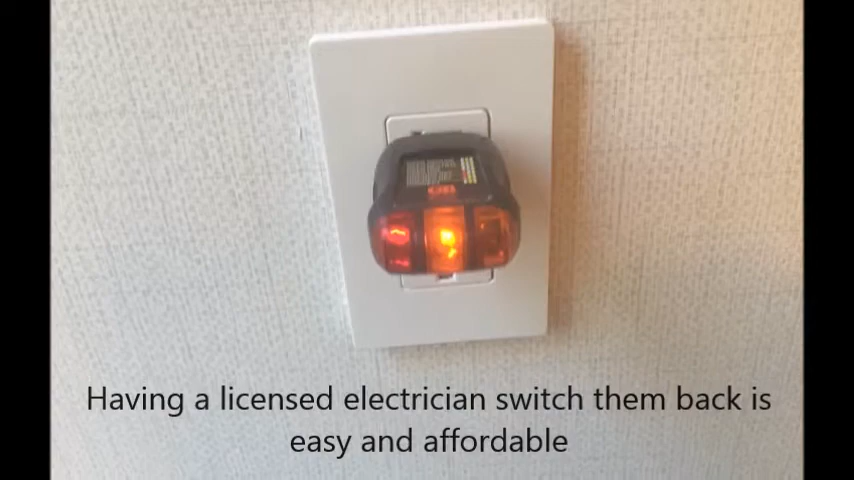 Having a licensed electrician switch them back is
easy and affordable